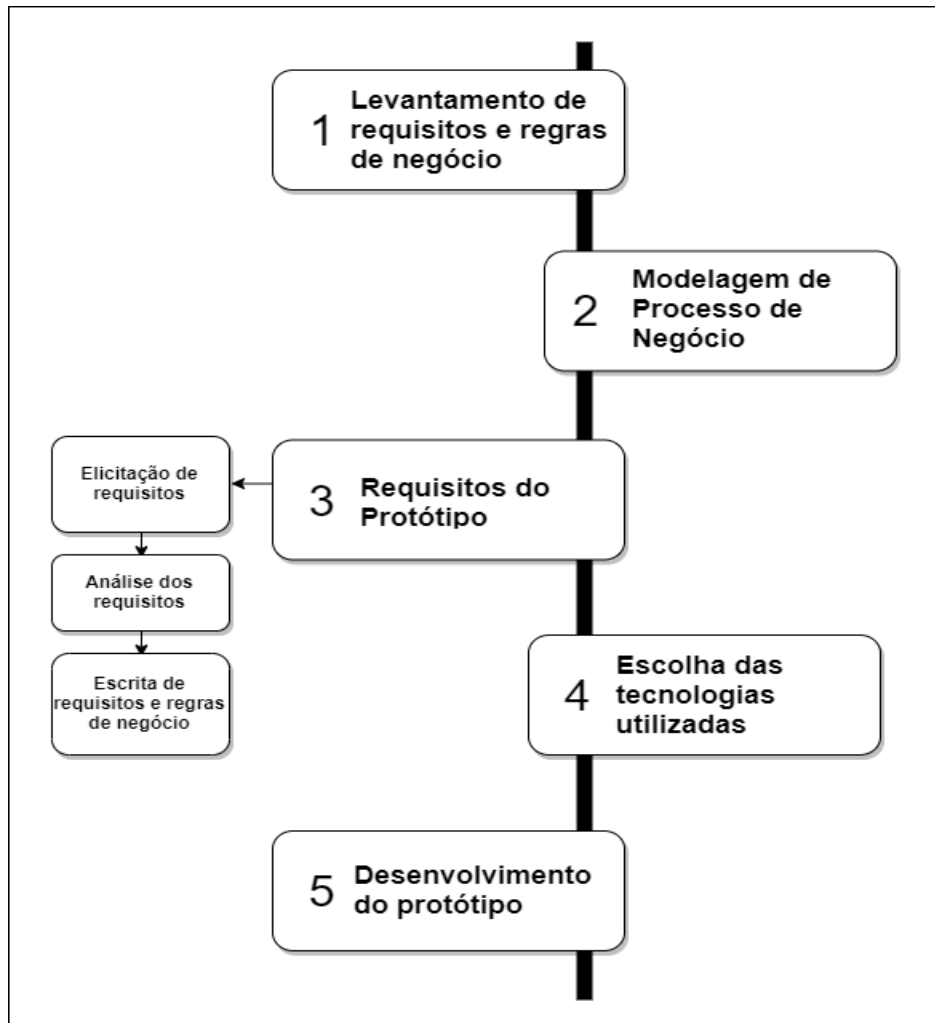 1
Levantamento de
requisitos e regras
de negócio
2
Modelagem de
Processo de
Negócio
3
Requisitos do
Protótipo
Elicitação de
requisitos
Análise dos
requisitos
Escrita de
requisitos e regras
de negócio
4
Escolha das
tecnologias
utilizadas
5
Desenvolvimento
do protótipo